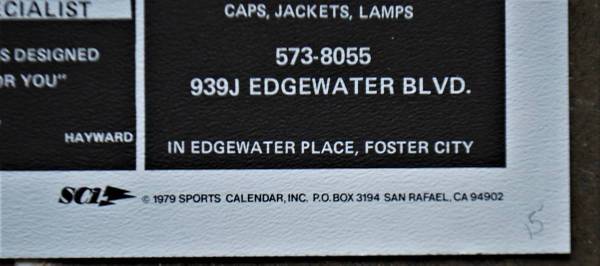 CIALIST
S DESIGNED
OR YOU"
HAYWARD
CAPS, JACKETS, LAMPS
573-8055
939J EDGEWATER BLVD.
IN EDGEWATER PLACE, FOSTER CITY
SCI © 1979 SPORTS CALENDAR, INC. P.O. BOX 3194 SAN RAFAEL, CA 94902
15